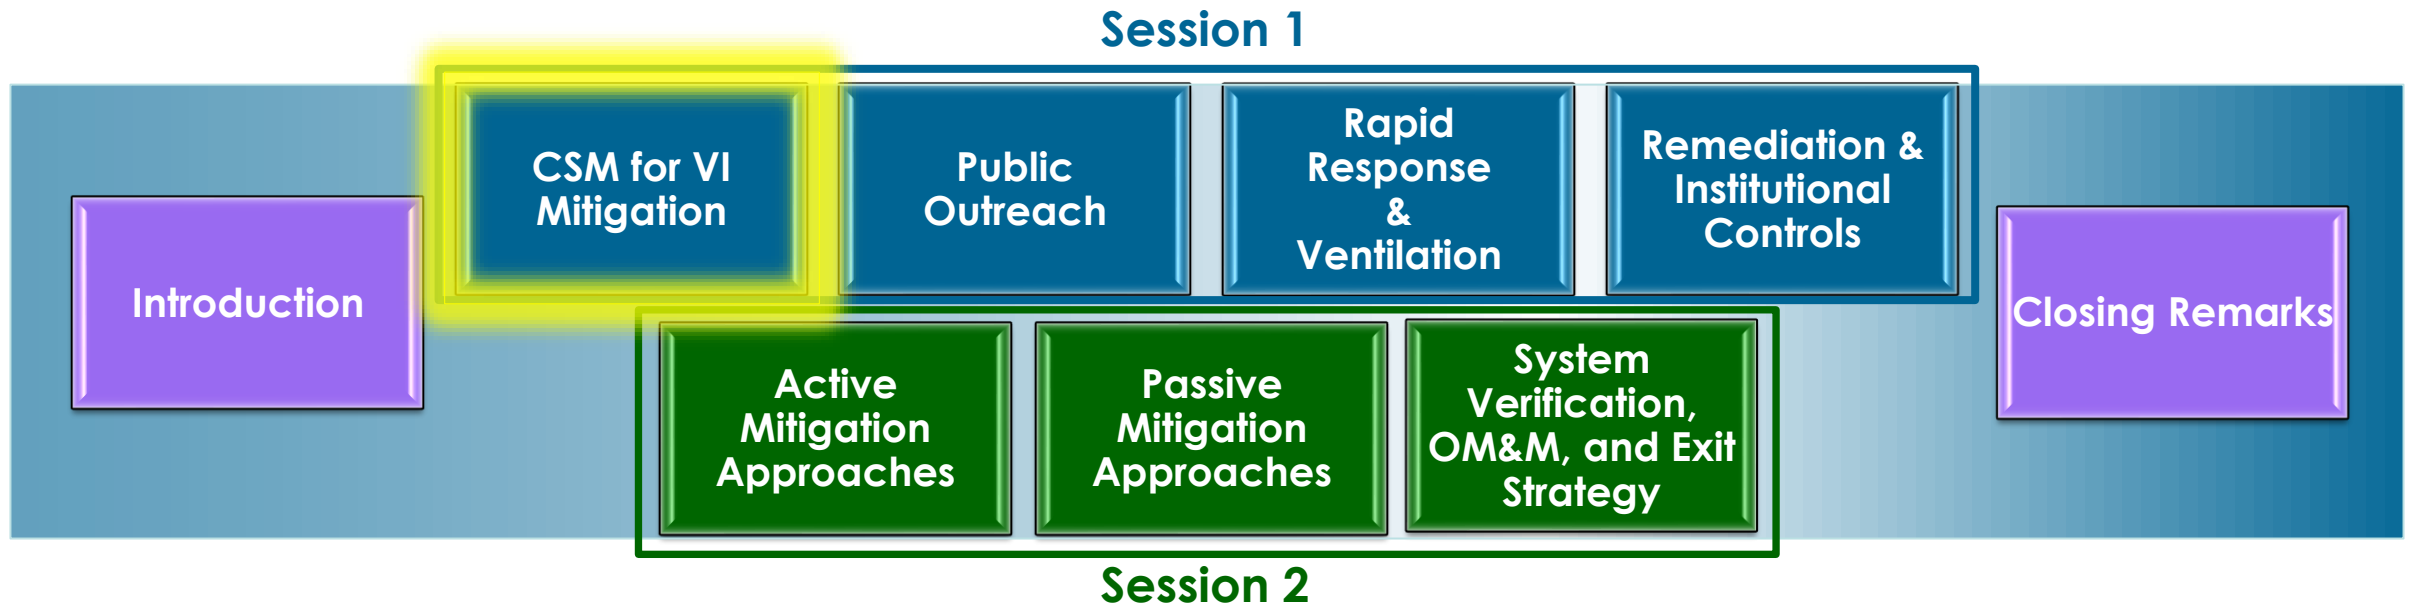 Session 1
Introduction
CSM for VI
Mitigation
Public
Outreach
Rapid
Response
&
Ventilation
Remediation &
Institutional
Controls
Active
Mitigation
Approaches
Passive
Mitigation
Approaches
System
Verification,
OM&M, and Exit
Strategy
Closing Remarks
Session 2